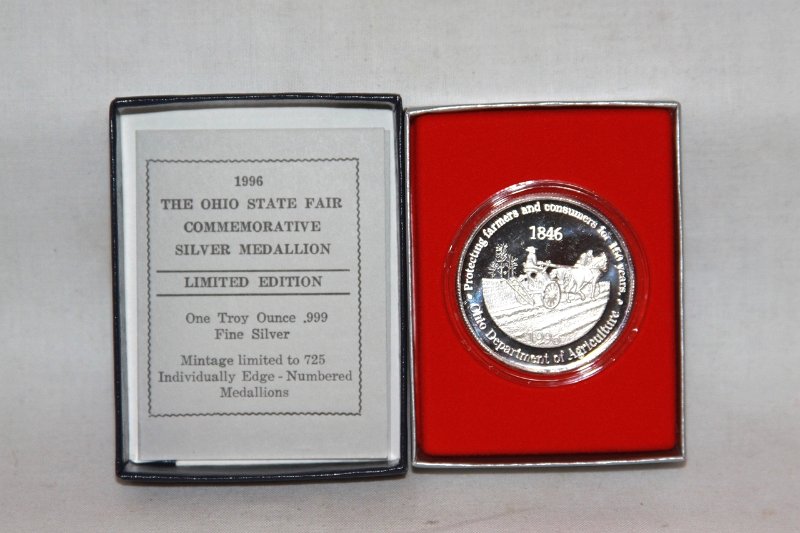 1996
THE OHIO STATE FAIR
COMMEMORATIVE
SILVER MEDALLION
LIMITED EDITION
One Troy Ounce .999
Fine Silver
Mintage limited to 725
Individually Edge - Numbered
Medallions
Protecting farmers and consumers for 150 years.
1846
1996
Ohio Department of Agriculture